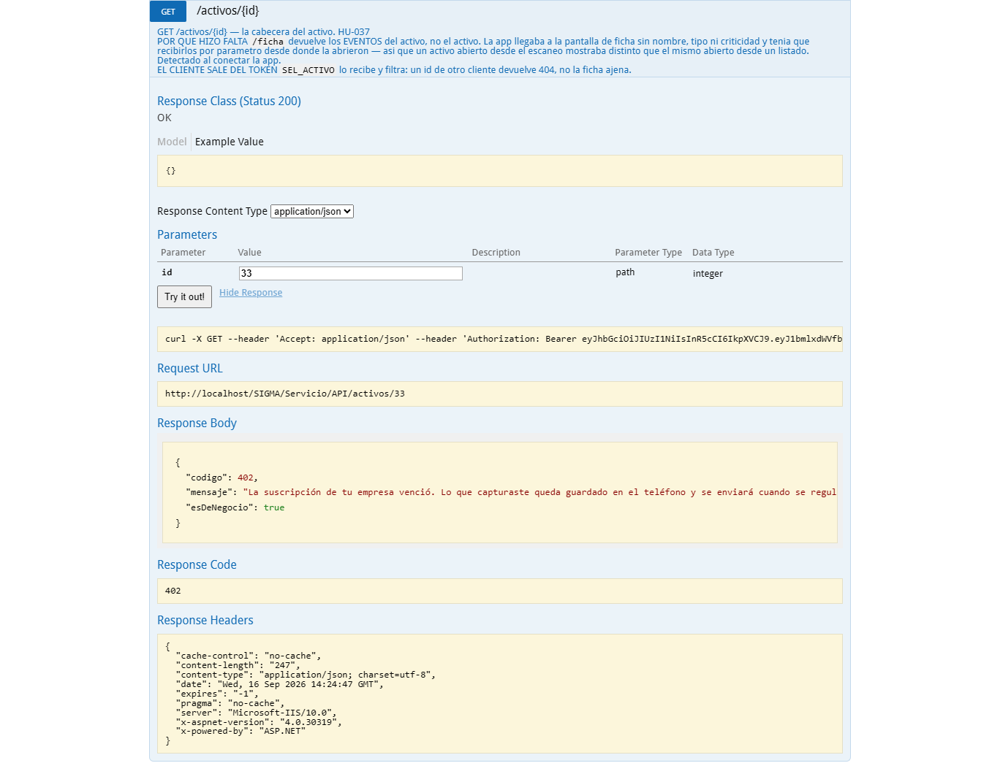 GET /activos/{id}
GET /activos/{id} — la cabecera del activo. HU-037
POR QUE HIZO FALTA /ficha devuelve los EVENTOS del activo, no el activo. La app llegaba a la pantalla de ficha sin nombre, tipo ni criticidad y tenia que
recibirlos por parametro desde donde la abrieron — asi que un activo abierto desde el escaneo mostraba distinto que el mismo abierto desde un listado.
Detectado al conectar la app.
EL CLIENTE SALE DEL TOKEN SEL_ACTIVO lo recibe y filtra: un id de otro cliente devuelve 404, no la ficha ajena.
Response Class (Status 200)
OK
Model Example Value
{}
Response Content Type application/json
Parameters
Parameter Value Description Parameter Type Data Type
id 33 path integer
Try it out! Hide Response
curl -X GET --header 'Accept: application/json' --header 'Authorization: Bearer eyJhbGciOiJIUzI1NiIsInR5cCI6IkpXVCJ9.eyJ1bmlxdWVfb
Request URL
http://localhost/SIGMA/Servicio/API/activos/33
Response Body
{
"codigo": 402,
"mensaje": "La suscripción de tu empresa venció. Lo que capturaste queda guardado en el teléfono y se enviará cuando se regul
"esDeNegocio": true
}
Response Code
402
Response Headers
{
"cache-control": "no-cache",
"content-length": "247",
"content-type": "application/json; charset=utf-8",
"date": "Wed, 16 Sep 2026 14:24:47 GMT",
"expires": "-1",
"pragma": "no-cache",
"server": "Microsoft-IIS/10.0",
"x-aspnet-version": "4.0.30319",
"x-powered-by": "ASP.NET"
}